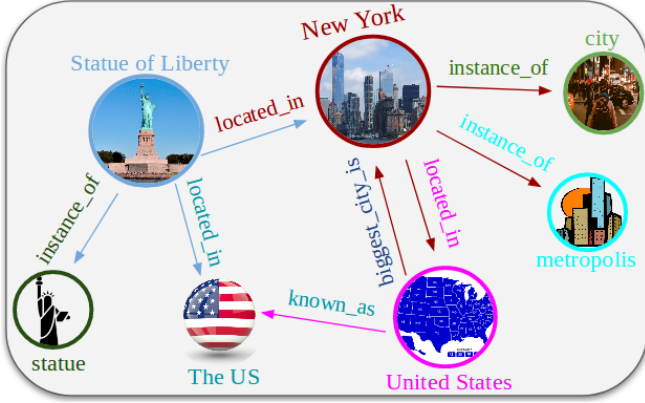 New York
city
Statue of Liberty
instance_of
located_in
instance_of
located_in
biggest_city_is
located_in
instance_of
metropolis
known_as
statue
The US
United States